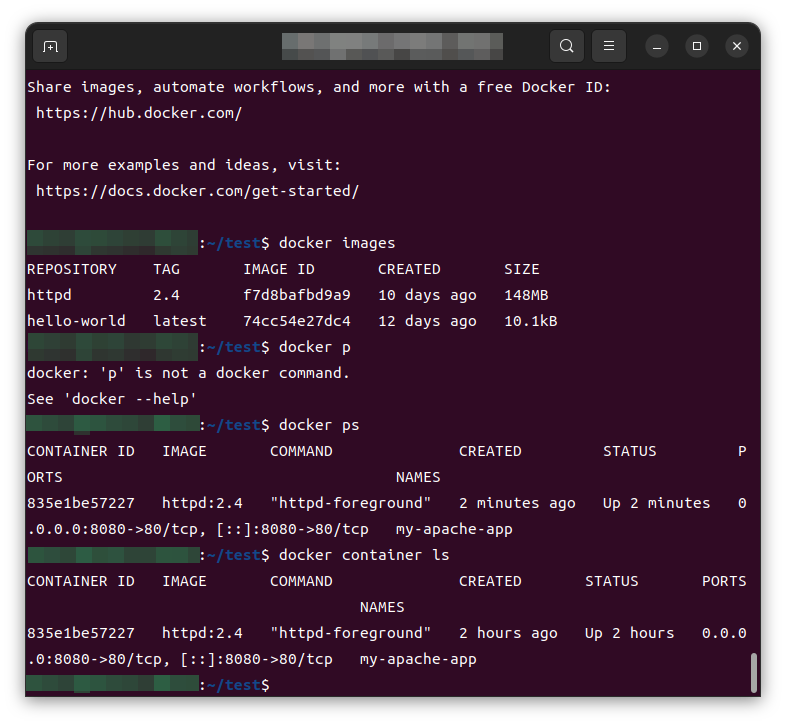 Share images, automate workflows, and more with a free Docker ID:
https://hub.docker.com/
For more examples and ideas, visit:
https://docs.docker.com/get-started/
:~/test$ docker images
REPOSITORY    TAG       IMAGE ID       CREATED       SIZE
httpd         2.4       f7d8bafbd9a9   10 days ago   148MB
hello-world   latest    74cc54e27dc4   12 days ago   10.1kB
:~/test$ docker p
docker: 'p' is not a docker command.
See 'docker --help'
:~/test$ docker ps
CONTAINER ID   IMAGE       COMMAND              CREATED         STATUS         P
ORTS                                     NAMES
835e1be57227   httpd:2.4   "httpd-foreground"   2 minutes ago   Up 2 minutes   0
.0.0.0:8080->80/tcp, [::]:8080->80/tcp   my-apache-app
:~/test$ docker container ls
CONTAINER ID   IMAGE       COMMAND              CREATED       STATUS       PORTS
NAMES
835e1be57227   httpd:2.4   "httpd-foreground"   2 hours ago   Up 2 hours   0.0.0
.0:8080->80/tcp, [::]:8080->80/tcp   my-apache-app
:~/test$